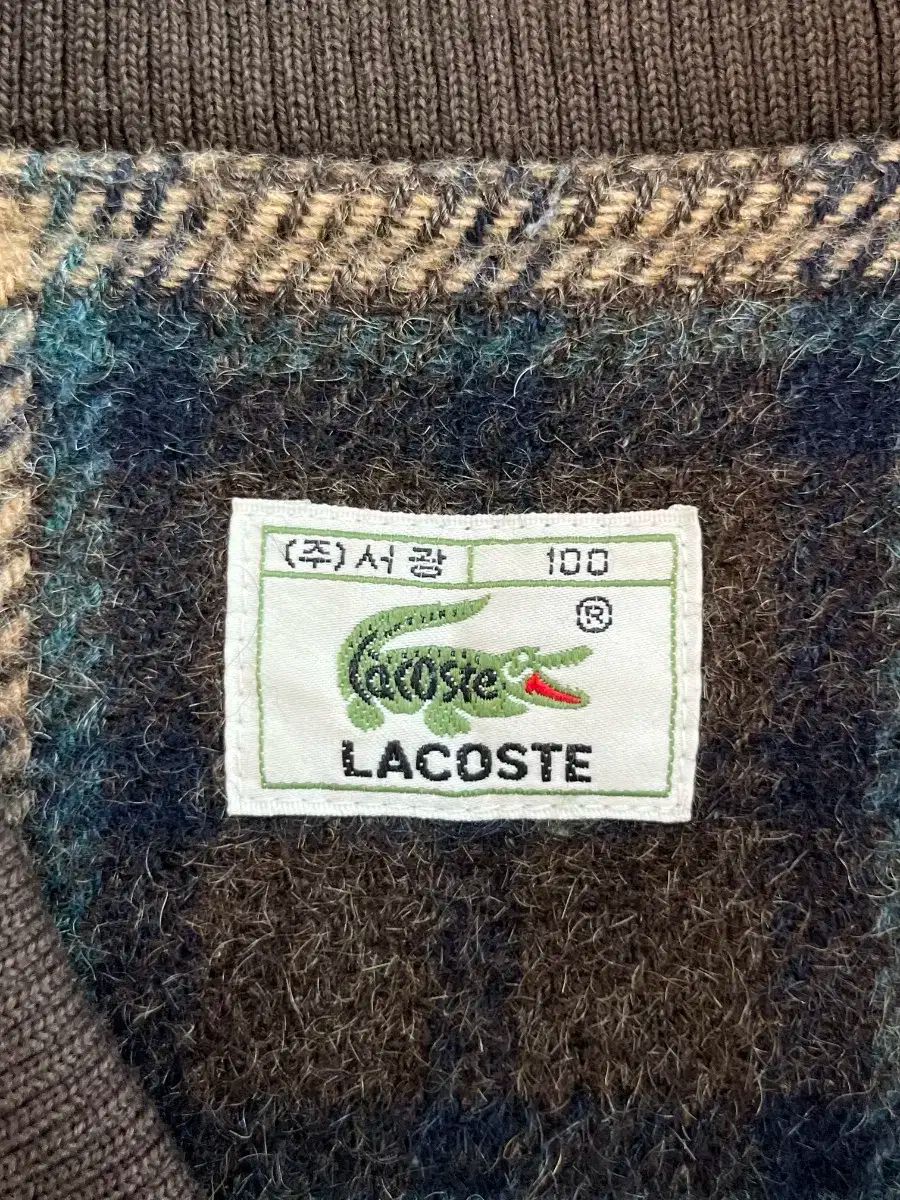 (주)서광 100
®
Lacoste
LACOSTE